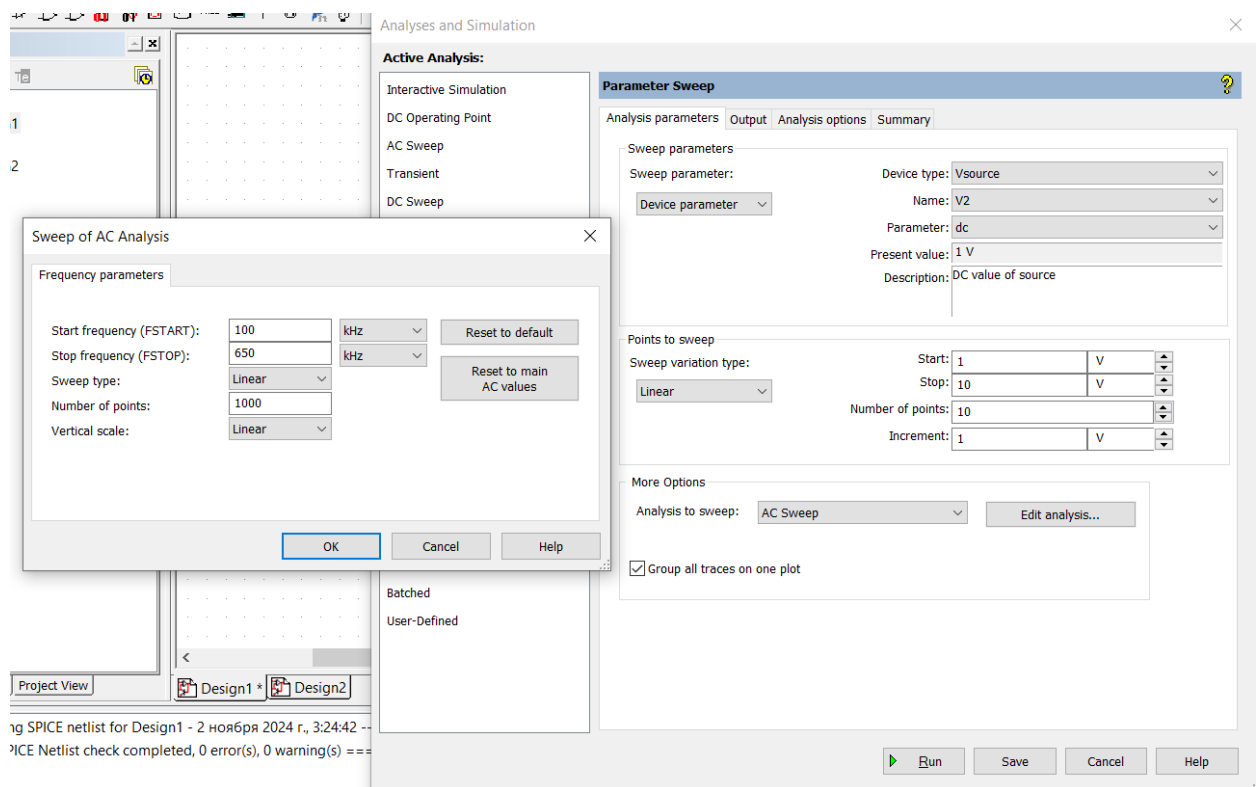 Analyses and Simulation
Active Analysis:
Interactive Simulation
DC Operating Point
AC Sweep
Transient
DC Sweep
Batched
User-Defined
Parameter Sweep
Analysis parameters Output Analysis options Summary
Sweep parameters
Sweep parameter:
Device parameter
Device type: Vsource
Name: V2
Parameter: dc
Present value: 1 V
Description: DC value of source
Points to sweep
Sweep variation type:
Linear
Start: 1 V
Stop: 10 V
Number of points: 10
Increment: 1 V
More Options
Analysis to sweep: AC Sweep Edit analysis...
Group all traces on one plot
Run Save Cancel Help
Sweep of AC Analysis
Frequency parameters
Start frequency (FSTART): 100 kHz Reset to default
Stop frequency (FSTOP): 650 kHz
Reset to main
AC values
Sweep type: Linear
Number of points: 1000
Vertical scale: Linear
OK Cancel Help
Project View
Design1 * Design2
ng SPICE netlist for Design1 - 2 ноября 2024 г., 3:24:42 --
PICE Netlist check completed, 0 error(s), 0 warning(s) ===